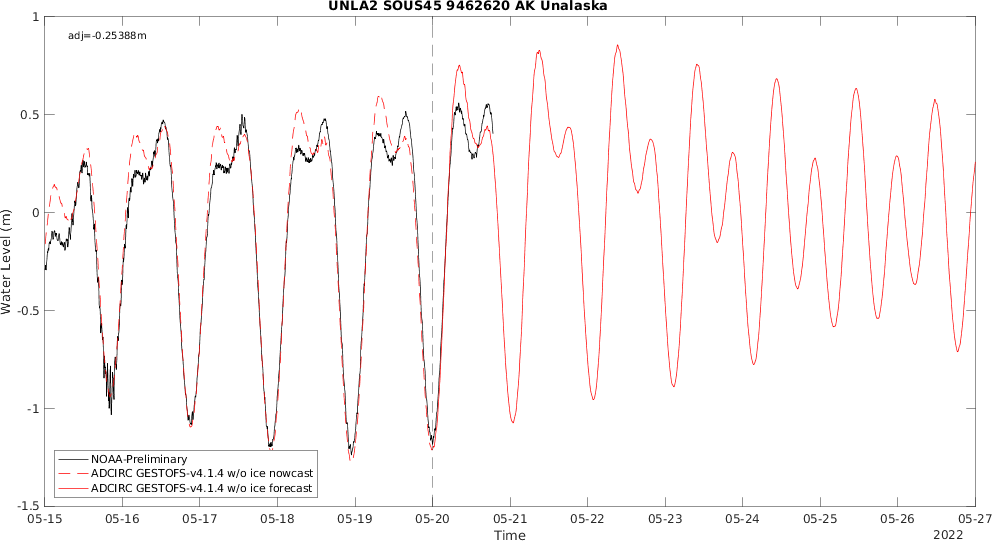 UNLA2 SOUS45 9462620 AK Unalaska
adj=-0.25388m
1
0.5
0
-0.5
-1
-1.5
Water Level (m)
NOAA-Preliminary
ADCIRC GESTOFS-v4.1.4 w/o ice nowcast
ADCIRC GESTOFS-v4.1.4 w/o ice forecast
05-15 05-16 05-17 05-18 05-19 05-20 05-21 05-22 05-23 05-24 05-25 05-26 05-27
Time
2022